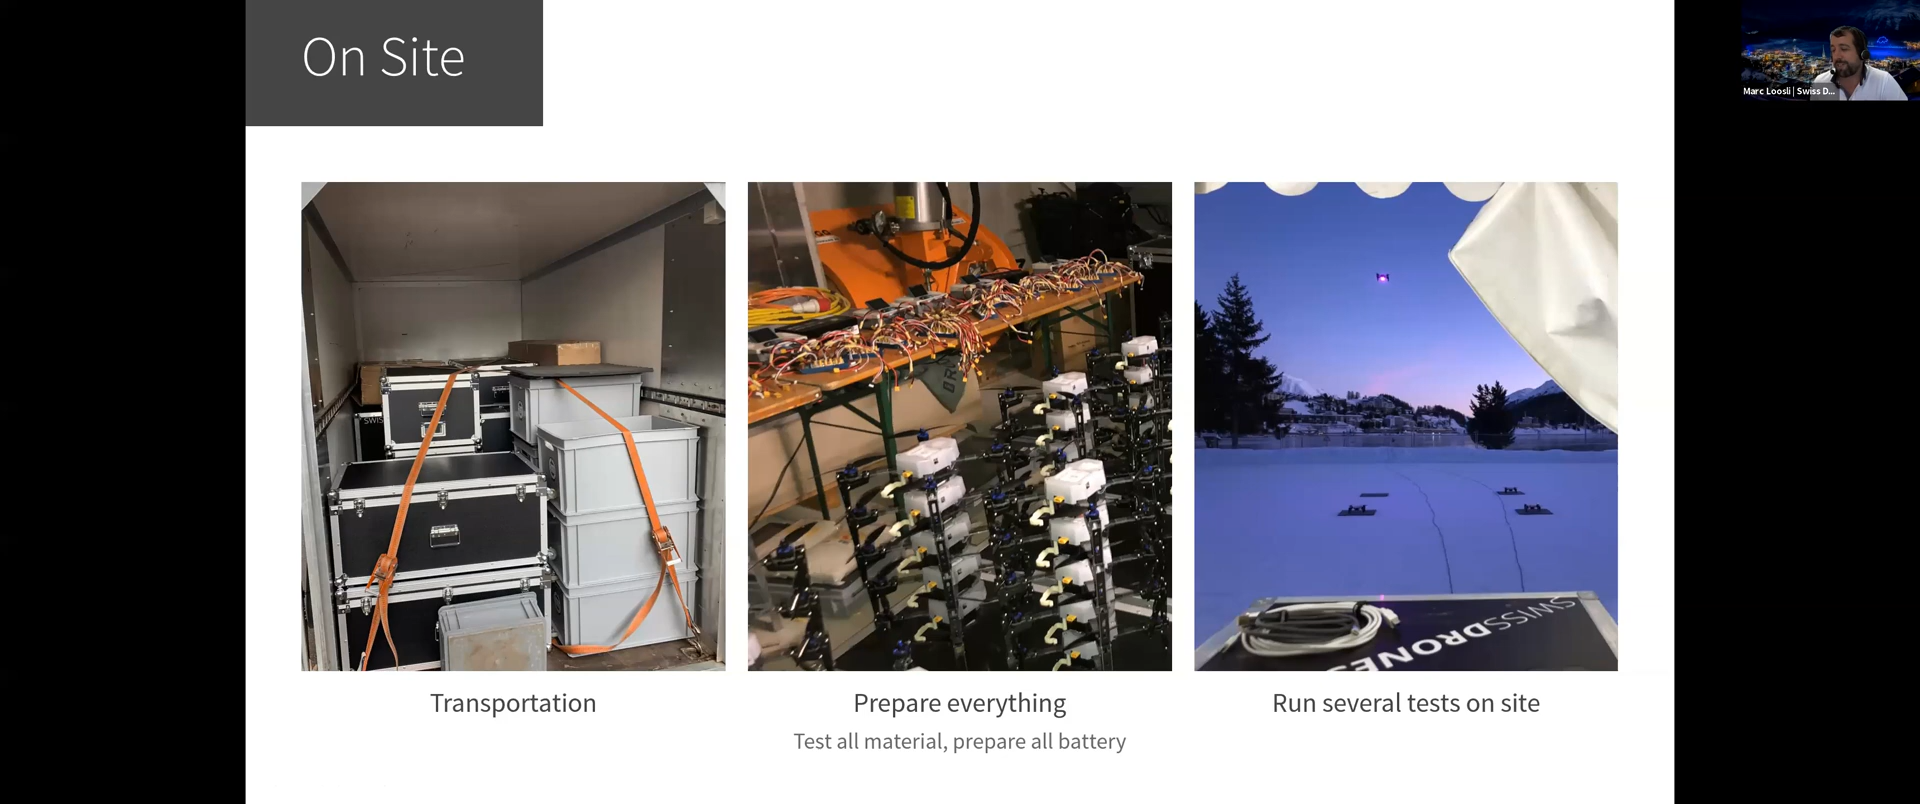 On Site
Marc Loosli | Swiss D...
Transportation
Prepare everything
Test all material, prepare all battery
Run several tests on site
SWISSDRONES